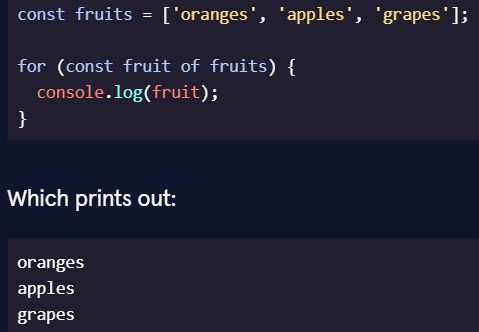 const fruits = ['oranges', 'apples', 'grapes'];
for (const fruit of fruits) {
  console.log(fruit);
}
Which prints out:
oranges
apples
grapes